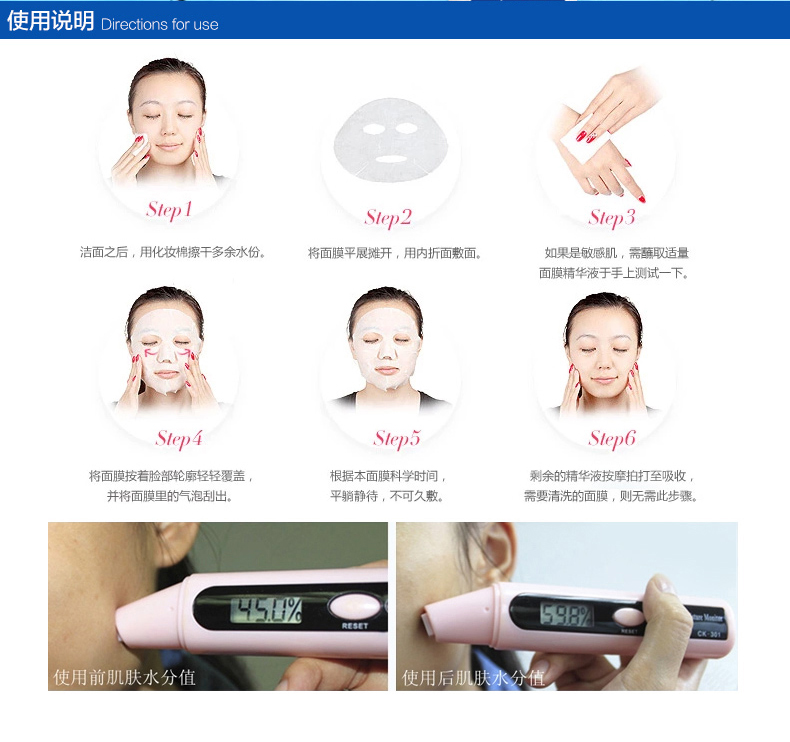 使用说明 Directions for use
Step1
洁面之后，用化妆棉擦干多余水份。
Step2
将面膜平展摊开，用内折面敷面。
Step3
如果是敏感肌，需蘸取适量
面膜精华液于手上测试一下。
Step4
将面膜按着脸部轮廓轻轻覆盖，
并将面膜里的气泡刮出。
Step5
根据本面膜科学时间，
平躺静待，不可久敷。
Step6
剩余的精华液按摩拍打至吸收，
需要清洗的面膜，则无需此步骤。
45.0%
RESET
使用前肌肤水分值
59.8%
RESET
Monitor
CK-301
使用后肌肤水分值